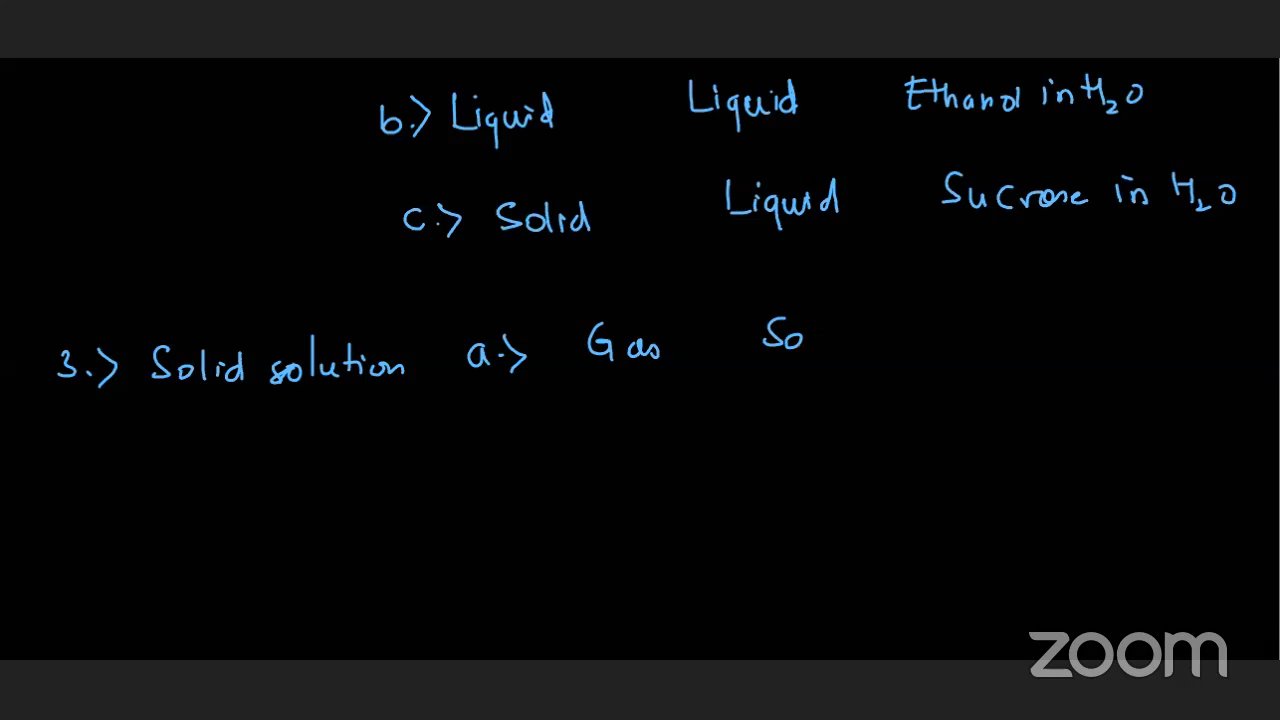 b.> Liquid Liquid Ethanol in H₂O
c.> Solid Liquid Sucrose in H₂O
3.> Solid solution a.> Gas So
zoom